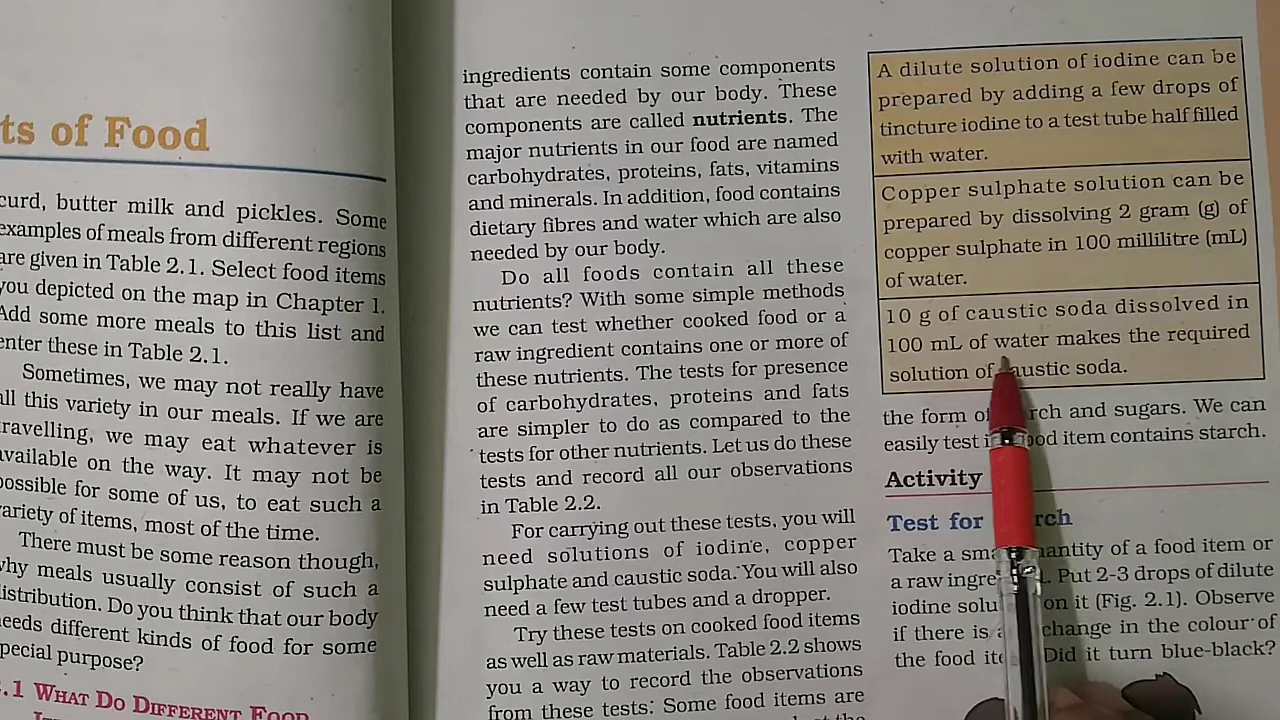 ts of Food
curd, butter milk and pickles. Some
examples of meals from different regions
are given in Table 2.1. Select food items
you depicted on the map in Chapter 1.
Add some more meals to this list and
enter these in Table 2.1.
Sometimes, we may not really have
all this variety in our meals. If we are
travelling, we may eat whatever is
available on the way. It may not be
possible for some of us, to eat such a
variety of items, most of the time.
There must be some reason though,
why meals usually consist of such a
distribution. Do you think that our body
needs different kinds of food for some
special purpose?
.1 WHAT DO DIFFERENT FOOD
ingredients contain some components
that are needed by our body. These
components are called nutrients. The
major nutrients in our food are named
carbohydrates, proteins, fats, vitamins
and minerals. In addition, food contains
dietary fibres and water which are also
needed by our body.
Do all foods contain all these
nutrients? With some simple methods
we can test whether cooked food or a
raw ingredient contains one or more of
these nutrients. The tests for presence
of carbohydrates, proteins and fats
are simpler to do as compared to the
tests for other nutrients. Let us do these
tests and record all our observations
in Table 2.2.
For carrying out these tests, you will
need solutions of iodine, copper
sulphate and caustic soda. You will also
need a few test tubes and a dropper.
Try these tests on cooked food items
as well as raw materials. Table 2.2 shows
you a way to record the observations
from these tests: Some food items are
A dilute solution of iodine can be
prepared by adding a few drops of
tincture iodine to a test tube half filled
with water.
Copper sulphate solution can be
prepared by dissolving 2 gram (g) of
copper sulphate in 100 millilitre (mL)
of water.
10 g of caustic soda dissolved in
100 mL of water makes the required
solution of caustic soda.
the form of starch and sugars. We can
easily test if food item contains starch.
Activity
Test for Starch
Take a small quantity of a food item or
a raw ingredient. Put 2-3 drops of dilute
iodine solution on it (Fig. 2.1). Observe
if there is a change in the colour of
the food item. Did it turn blue-black?